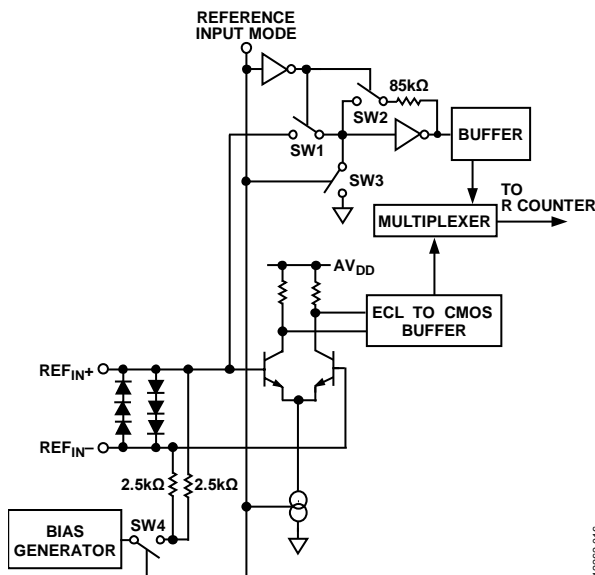 REFERENCE
INPUT MODE
85kΩ
SW2
SW1
BUFFER
SW3
TO
R COUNTER
MULTIPLEXER
AVDD
ECL TO CMOS
BUFFER
REFIN+
REFIN–
2.5kΩ
2.5kΩ
SW4
BIAS
GENERATOR